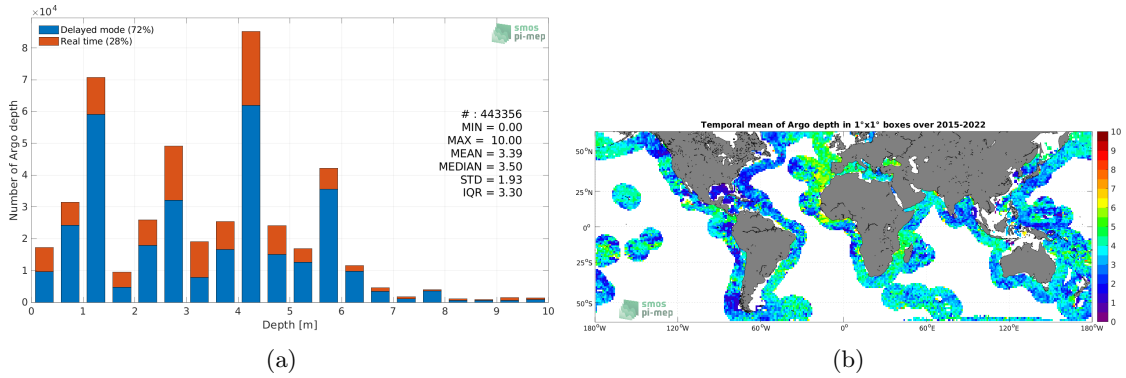 ×10⁴
9
8
7
6
5
4
3
2
1
0
Number of Argo depth
Delayed mode (72%)
Real time (28%)
smos
pi-mep
# : 443356
MIN = 0.00
MAX = 10.00
MEAN = 3.39
MEDIAN = 3.50
STD = 1.93
IQR = 3.30
0 1 2 3 4 5 6 7 8 9 10
Depth [m]
(a)
Temporal mean of Argo depth in 1°x1° boxes over 2015-2022
50°N
25°N
0°
25°S
50°S
smos
pi-mep
180°W 120°W 60°W 0° 60°E 120°E 180°W
10
9
8
7
6
5
4
3
2
1
0
(b)